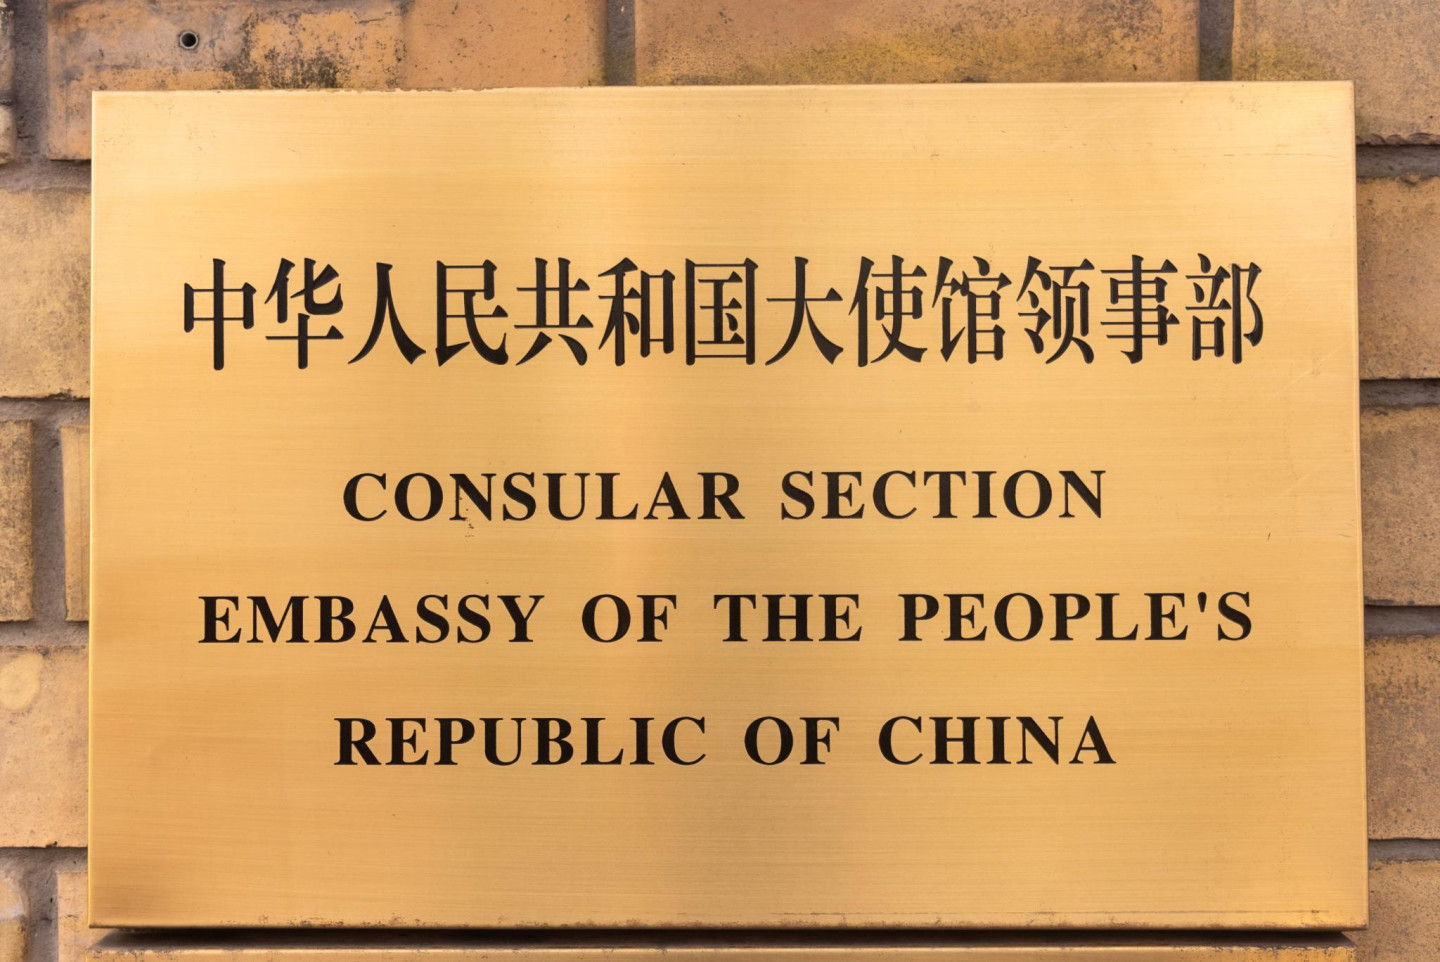 中华人民共和国大使馆领事部
CONSULAR SECTION
EMBASSY OF THE PEOPLE'S
REPUBLIC OF CHINA